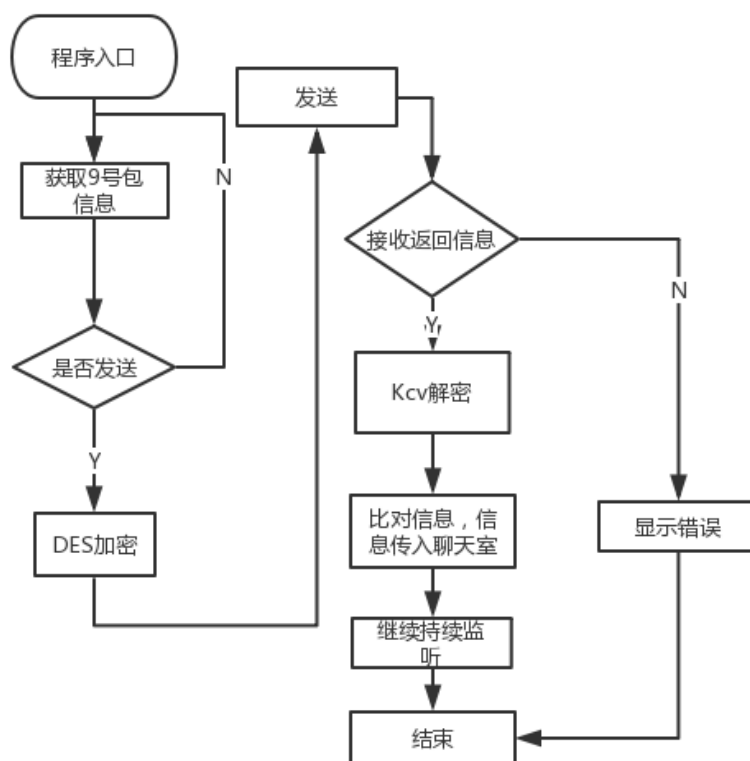 程序入口
获取9号包
信息
N
是否发送
Y
DES加密
发送
接收返回信息
N
Y
Kcv解密
比对信息，信
息传入聊天室
显示错误
继续持续监
听
结束